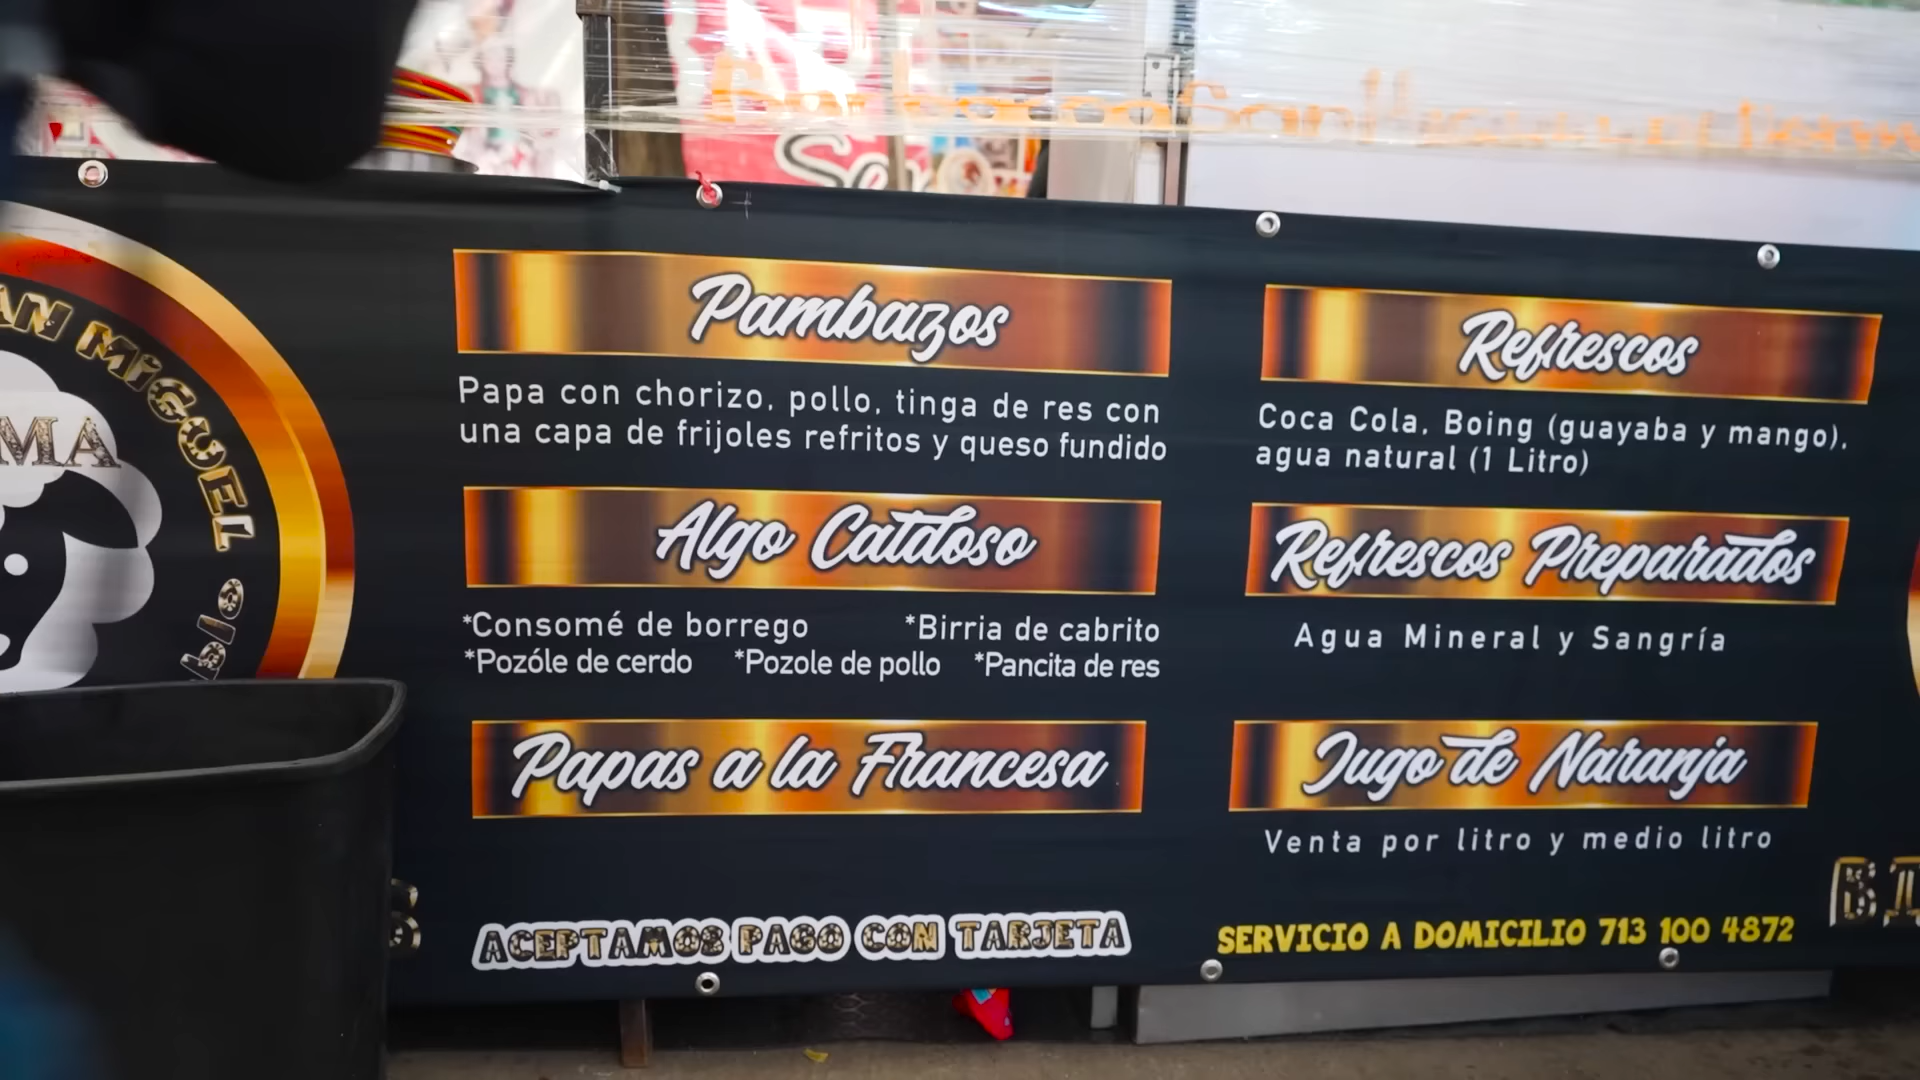 SAN MIGUEL
MA
Pambazos
Papa con chorizo, pollo, tinga de res con
una capa de frijoles refritos y queso fundido
Algo Caldoso
*Consomé de borrego *Birria de cabrito
*Pozóle de cerdo *Pozole de pollo *Pancita de res
Papas a la Francesa
ACEPTAMOS PAGO CON TARJETA
Refrescos
Coca Cola, Boing (guayaba y mango),
agua natural (1 Litro)
Refrescos Preparados
Agua Mineral y Sangría
Jugo de Naranja
Venta por litro y medio litro
SERVICIO A DOMICILIO 713 100 4872